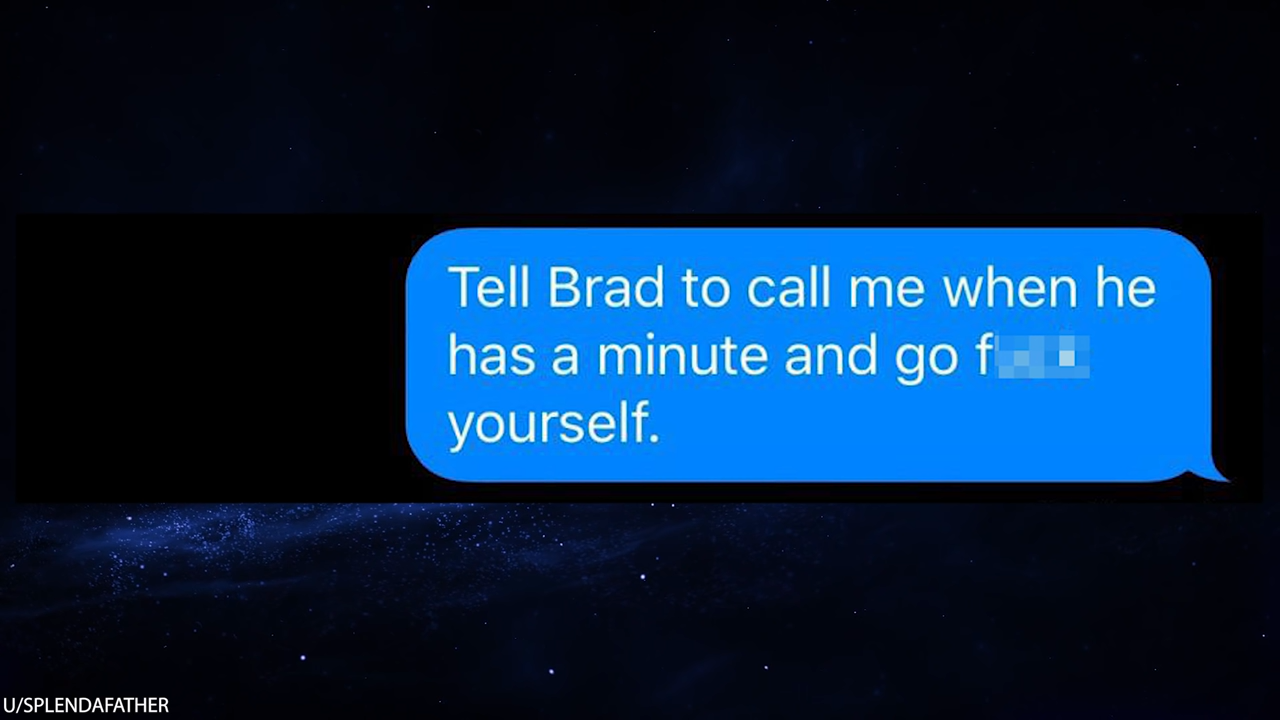 Tell Brad to call me when he
has a minute and go f
yourself.
U/SPLENDAFATHER